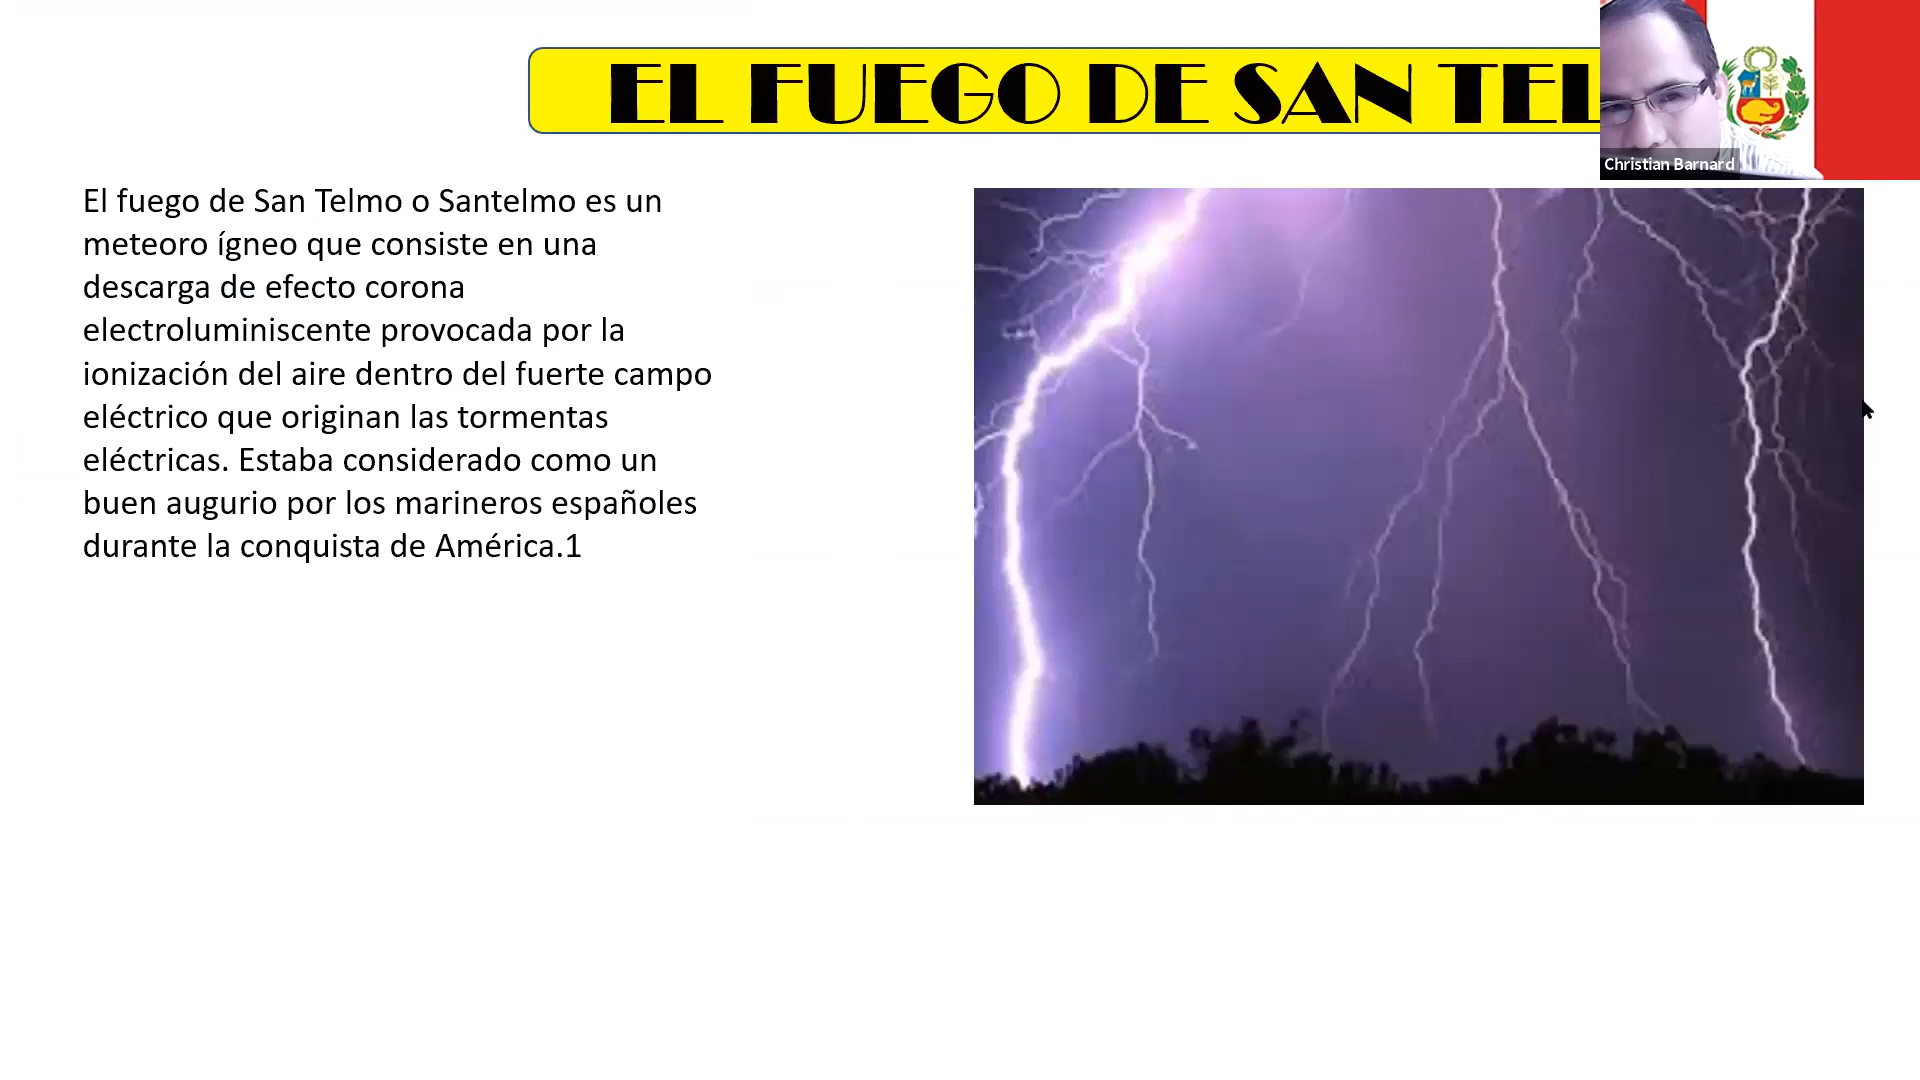 EL FUEGO DE SAN TEL
Christian Barnard
El fuego de San Telmo o Santelmo es un
meteoro ígneo que consiste en una
descarga de efecto corona
electroluminiscente provocada por la
ionización del aire dentro del fuerte campo
eléctrico que originan las tormentas
eléctricas. Estaba considerado como un
buen augurio por los marineros españoles
durante la conquista de América.1